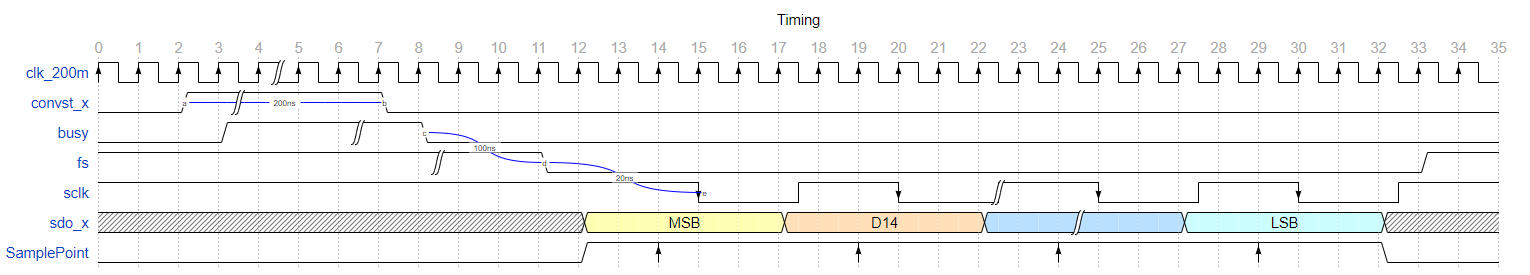 Timing
0 1 2 3 4 5 6 7 8 9 10 11 12 13 14 15 16 17 18 19 20 21 22 23 24 25 26 27 28 29 30 31 32 33 34 35
clk_200m
convst_x a 200ns b
busy c
100ns
fs d
20ns
sclk e
sdo_x MSB D14 LSB
SamplePoint